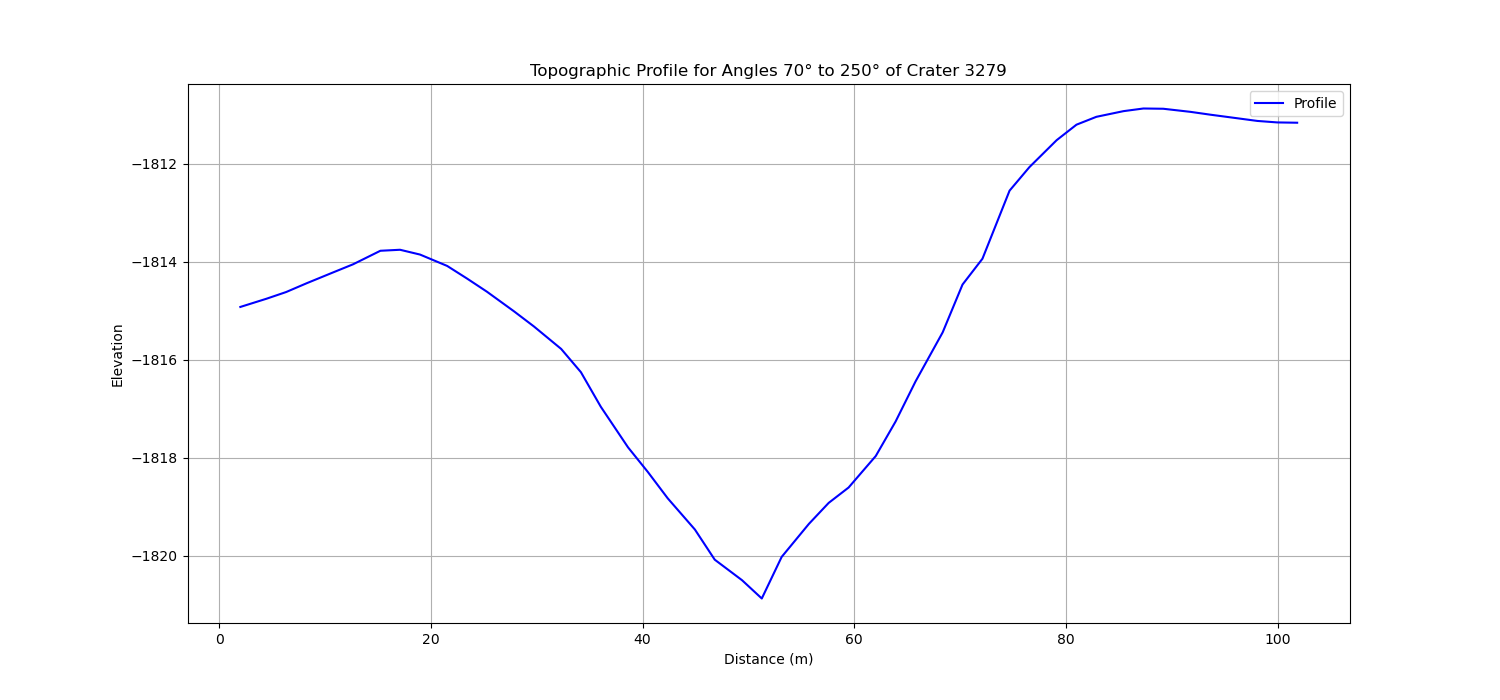 Topographic Profile for Angles 70° to 250° of Crater 3279
Profile
Elevation
−1812
−1814
−1816
−1818
−1820
0 20 40 60 80 100
Distance (m)